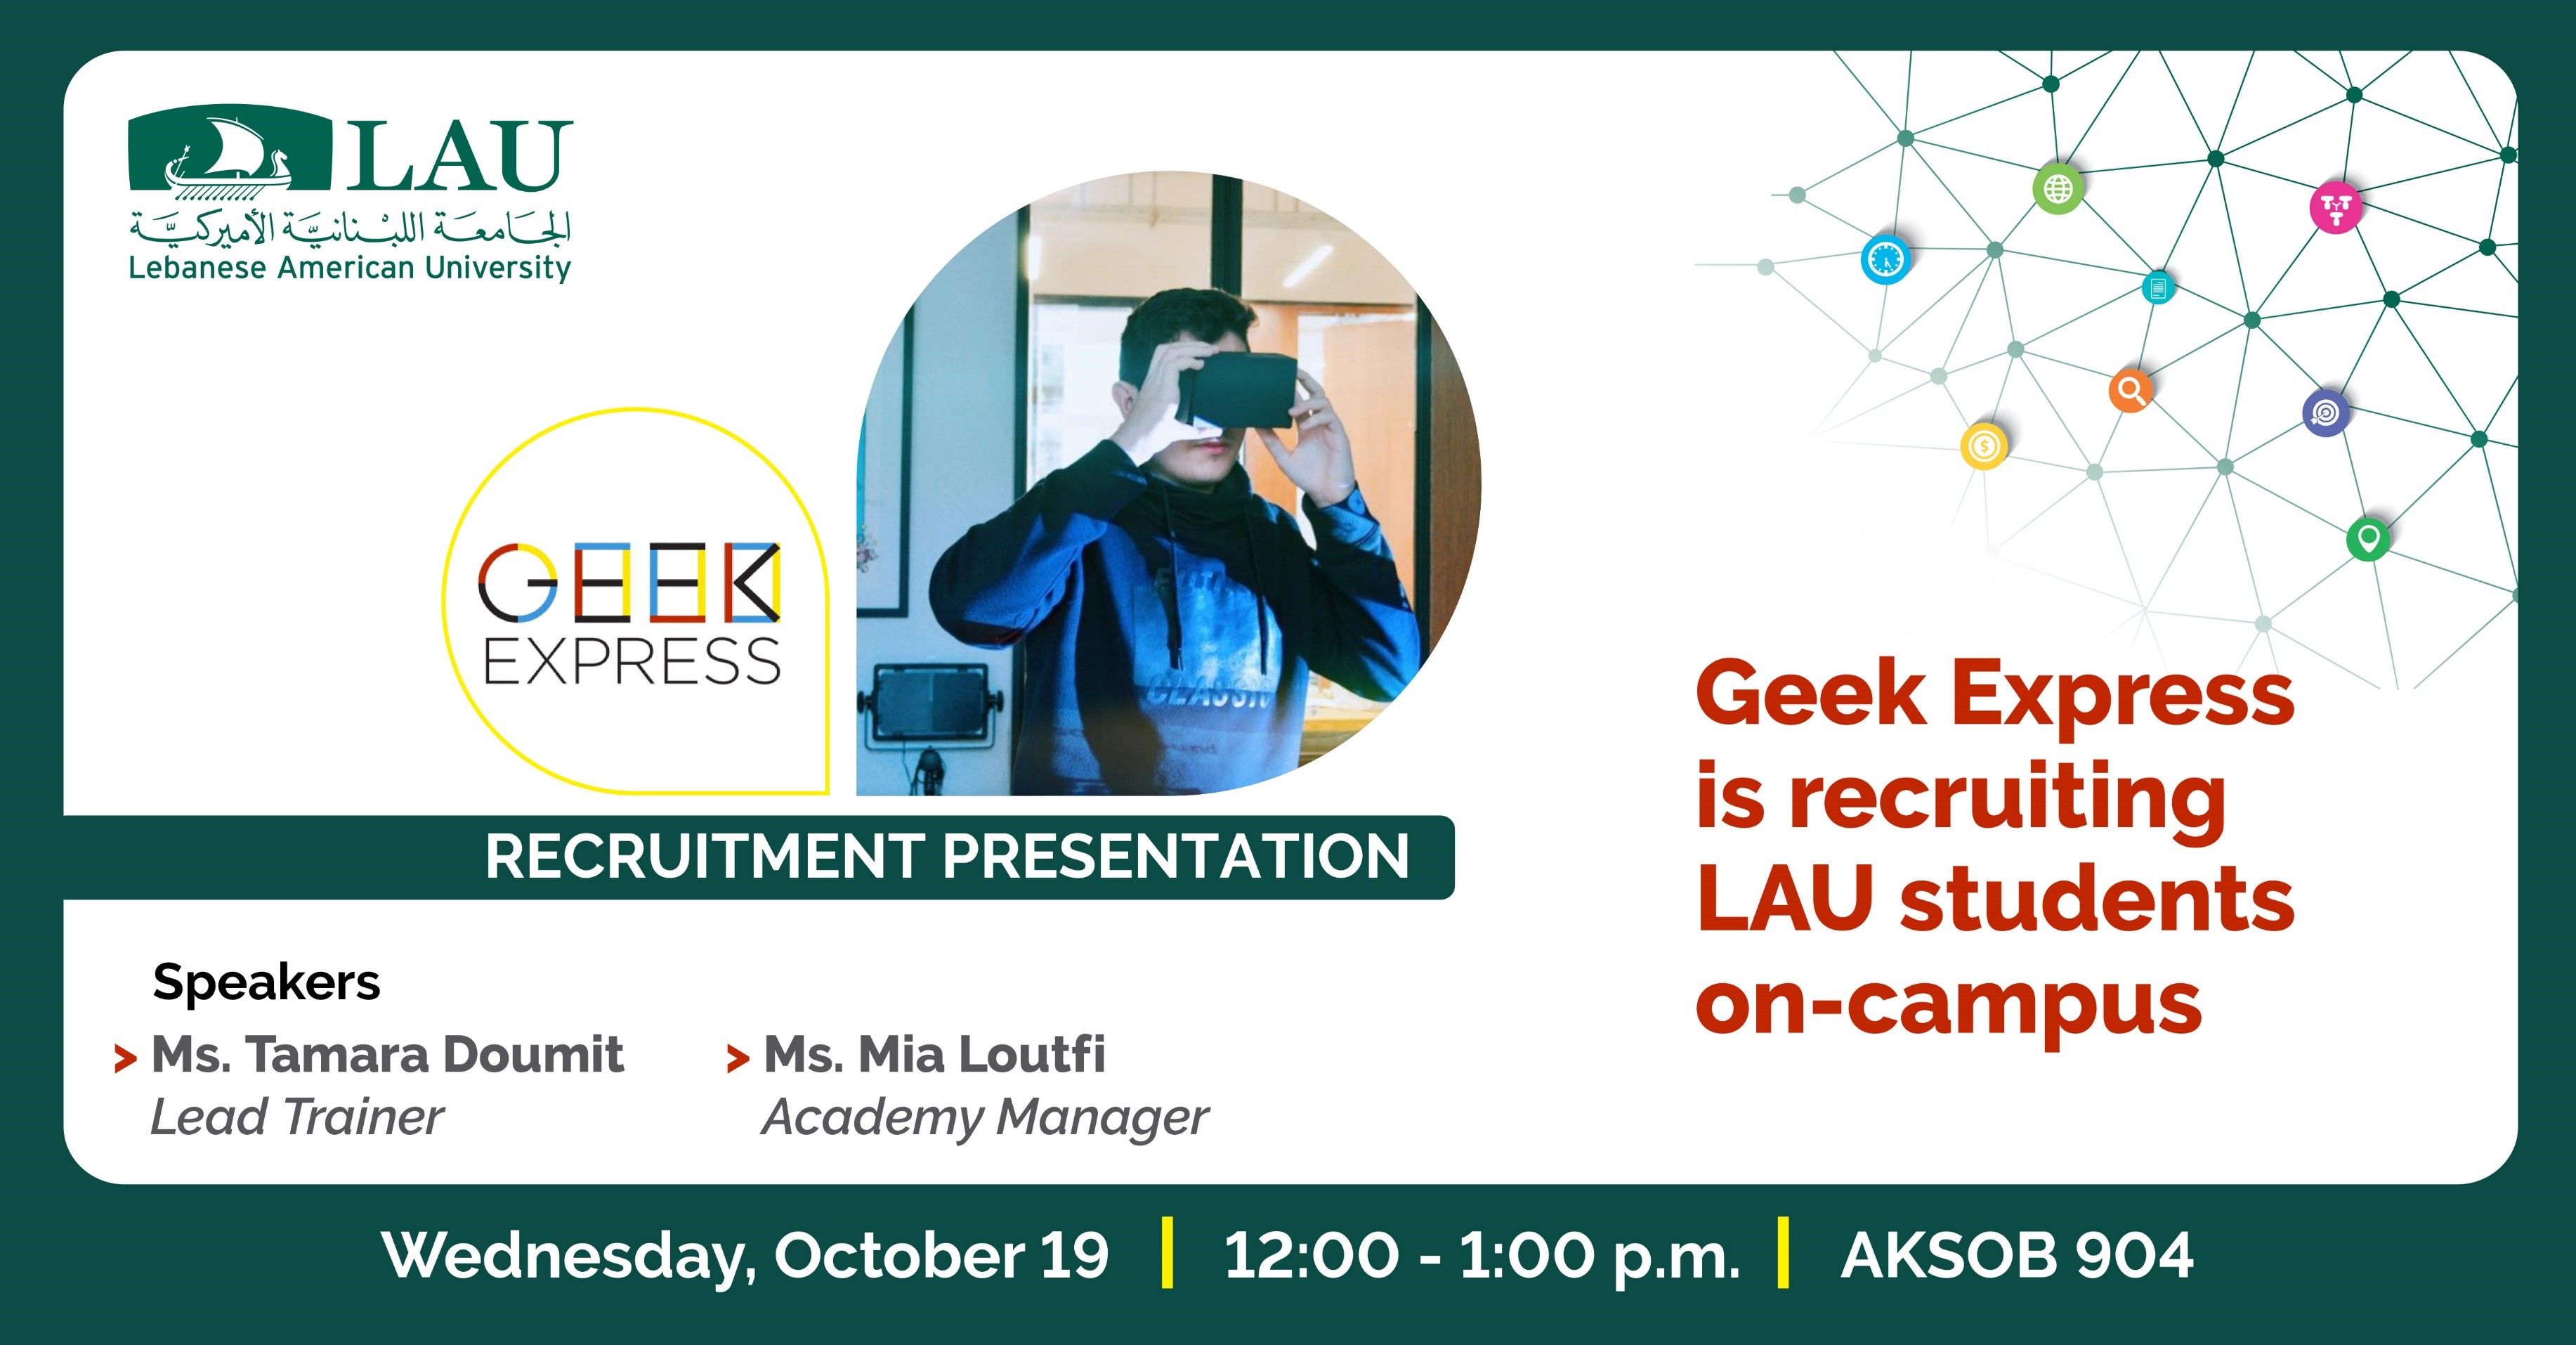 LAU
الجامعة اللبنانية الأميركية
Lebanese American University
GEEK
EXPRESS
CLASSIC
RECRUITMENT PRESENTATION
Geek Express
is recruiting
LAU students
on-campus
Speakers
> Ms. Tamara Doumit
Lead Trainer
> Ms. Mia Loutfi
Academy Manager
Wednesday, October 19 | 12:00 - 1:00 p.m. | AKSOB 904